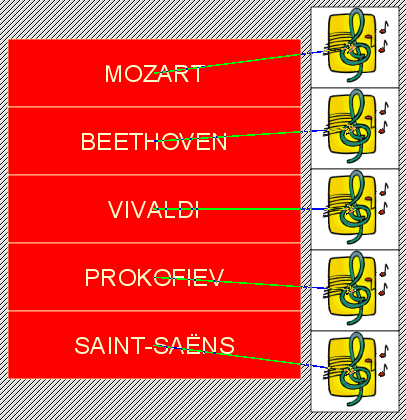 MOZART
BEETHOVEN
VIVALDI
PROKOFIEV
SAINT-SAËNS